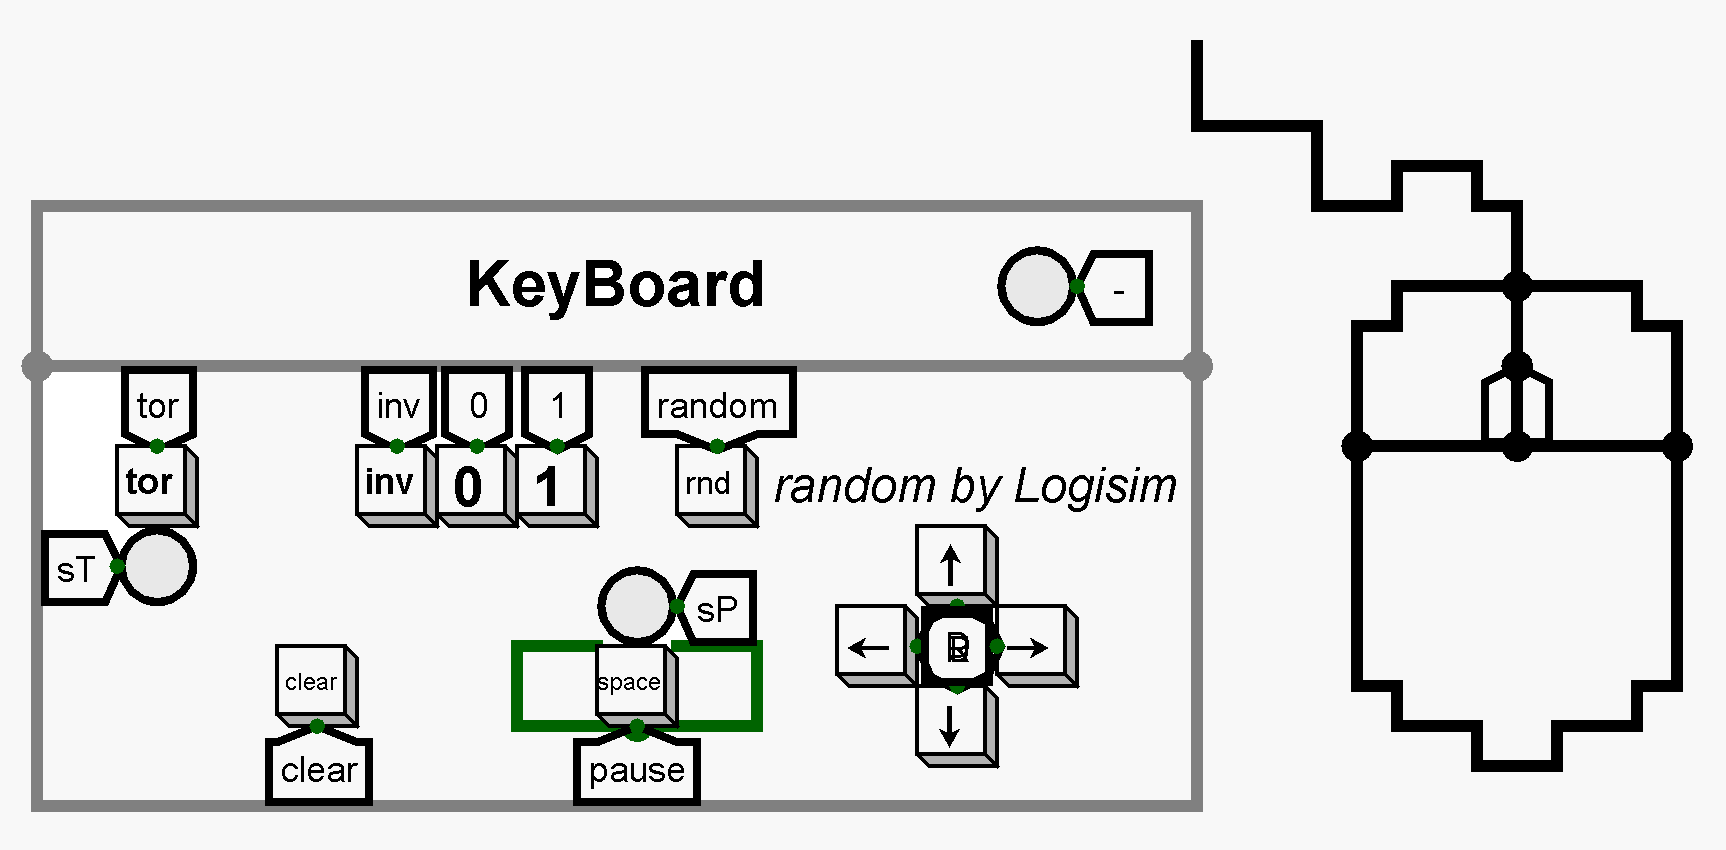 KeyBoard
-
tor inv 0 1 random
tor inv 0 1 rnd random by Logisim
sT
↑
sP
← →
clear space
↓
clear pause